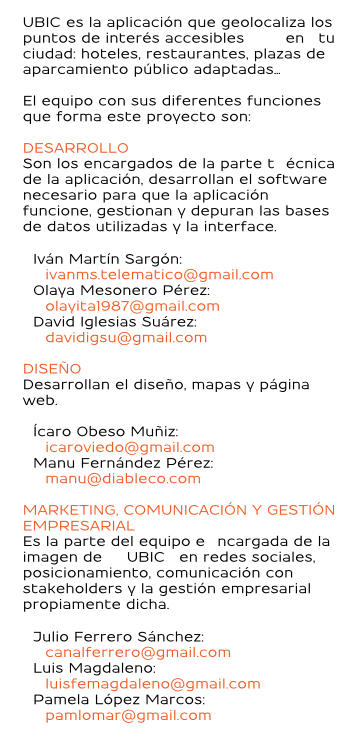 UBIC es la aplicación que geolocaliza los
puntos de interés accesibles en tu
ciudad: hoteles, restaurantes, plazas de
aparcamiento público adaptadas...
El equipo con sus diferentes funciones
que forma este proyecto son:
DESARROLLO
Son los encargados de la parte t écnica
de la aplicación, desarrollan el software
necesario para que la aplicación
funcione, gestionan y depuran las bases
de datos utilizadas y la interface.
Iván Martín Sargón:
ivanms.telematico@gmail.com
Olaya Mesonero Pérez:
olayita1987@gmail.com
David Iglesias Suárez:
davidigsu@gmail.com
DISEÑO
Desarrollan el diseño, mapas y página
web.
Ícaro Obeso Muñiz:
icaroviedo@gmail.com
Manu Fernández Pérez:
manu@diableco.com
MARKETING, COMUNICACIÓN Y GESTIÓN
EMPRESARIAL
Es la parte del equipo e ncargada de la
imagen de UBIC en redes sociales,
posicionamiento, comunicación con
stakeholders y la gestión empresarial
propiamente dicha.
Julio Ferrero Sánchez:
canalferrero@gmail.com
Luis Magdaleno:
luisfemagdaleno@gmail.com
Pamela López Marcos:
pamlomar@gmail.com